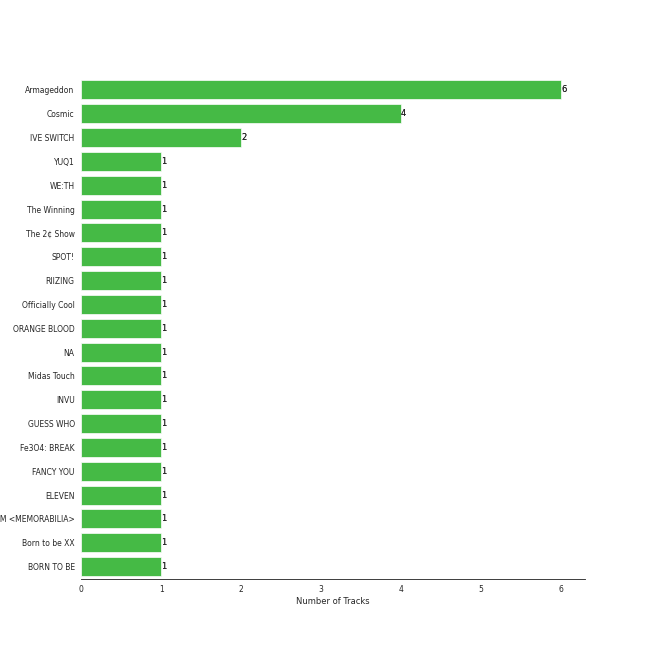 Armageddon 6
Cosmic 4
IVE SWITCH 2
YUQ1 1
WE:TH 1
The Winning 1
The 2¢ Show 1
SPOT! 1
RIIZING 1
Officially Cool 1
ORANGE BLOOD 1
NA 1
Midas Touch 1
INVU 1
GUESS WHO 1
Fe3O4: BREAK 1
FANCY YOU 1
ELEVEN 1
M <MEMORABILIA> 1
Born to be XX 1
BORN TO BE 1
0 1 2 3 4 5 6
Number of Tracks